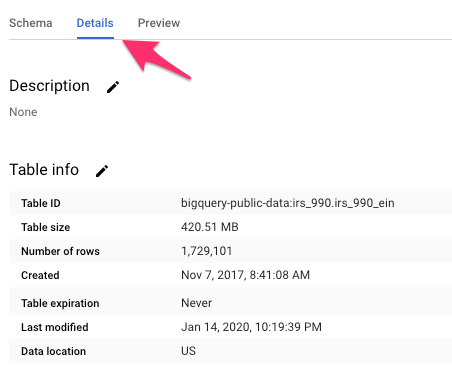 Schema Details Preview
Description
None
Table info
Table ID bigquery-public-data:irs_990.irs_990_ein
Table size 420.51 MB
Number of rows 1,729,101
Created Nov 7, 2017, 8:41:08 AM
Table expiration Never
Last modified Jan 14, 2020, 10:19:39 PM
Data location US